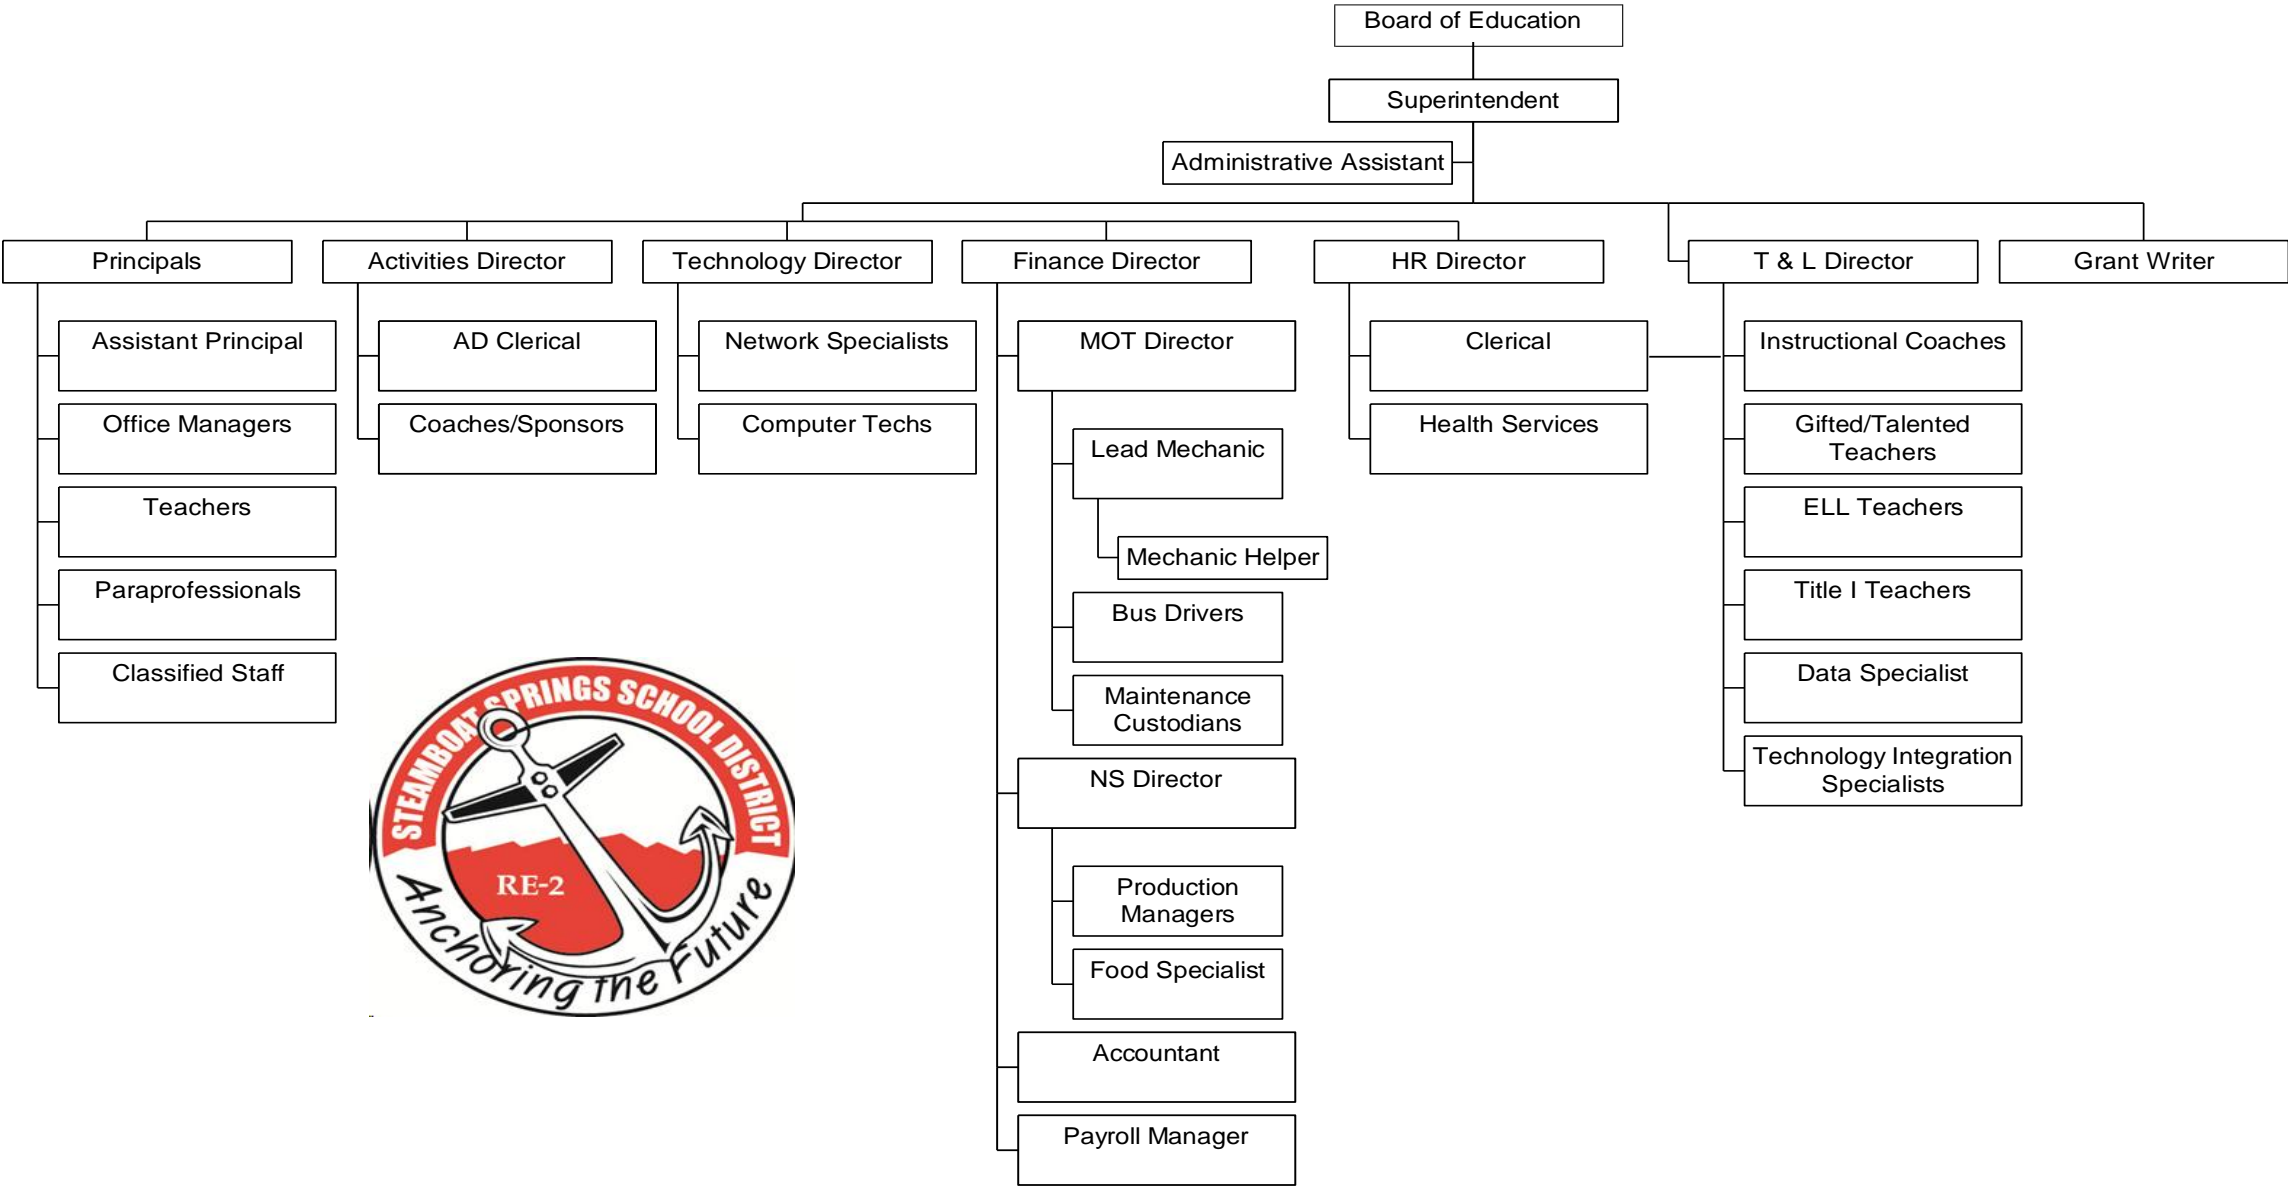 Board of Education
Superintendent
Administrative Assistant
Principals
Activities Director
Technology Director
Finance Director
HR Director
T & L Director
Grant Writer
Assistant Principal
Office Managers
Teachers
Paraprofessionals
Classified Staff
AD Clerical
Coaches/Sponsors
Network Specialists
Computer Techs
MOT Director
Lead Mechanic
Mechanic Helper
Bus Drivers
Maintenance
Custodians
NS Director
Production
Managers
Food Specialist
Accountant
Payroll Manager
Clerical
Health Services
Instructional Coaches
Gifted/Talented
Teachers
ELL Teachers
Title I Teachers
Data Specialist
Technology Integration
Specialists
STEAMBOAT SPRINGS SCHOOL DISTRICT
RE-2
Anchoring the Future